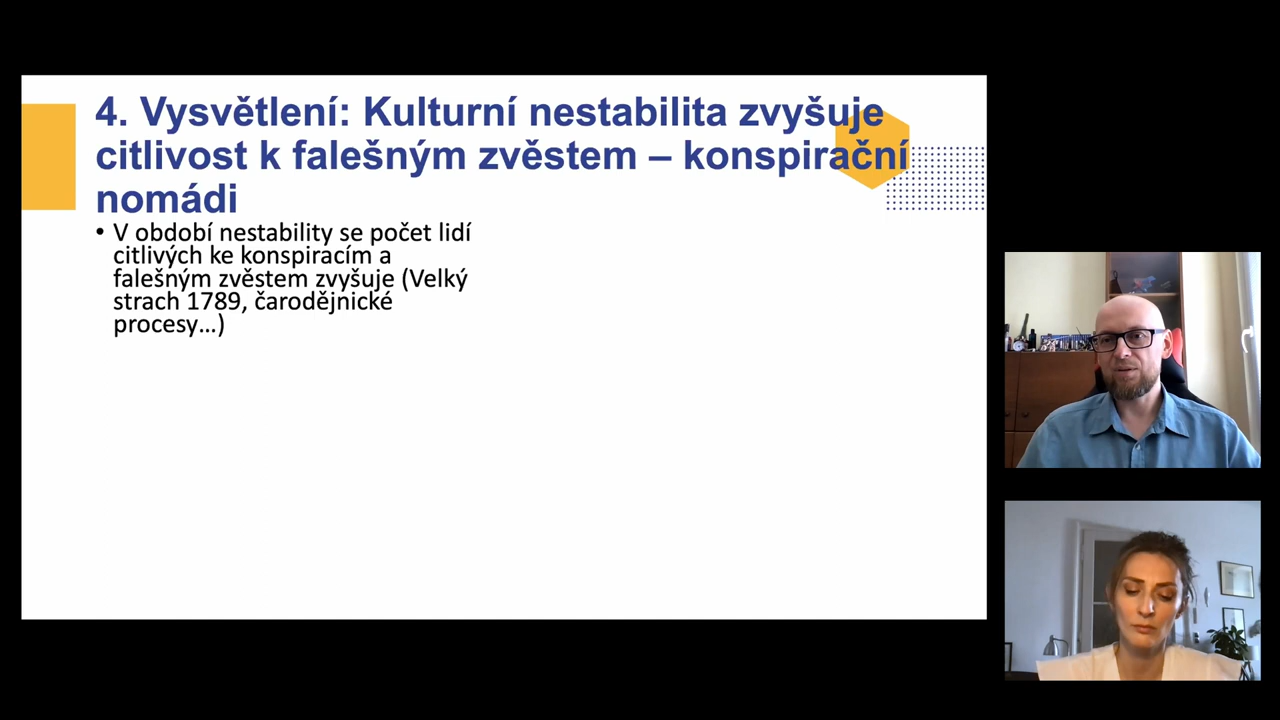 4. Vysvětlení: Kulturní nestabilita zvyšuje
citlivost k falešným zvěstem – konspirační
nomádi
• V období nestability se počet lidí
citlivých ke konspiracím a
falešným zvěstem zvyšuje (Velký
strach 1789, čarodějnické
procesy…)